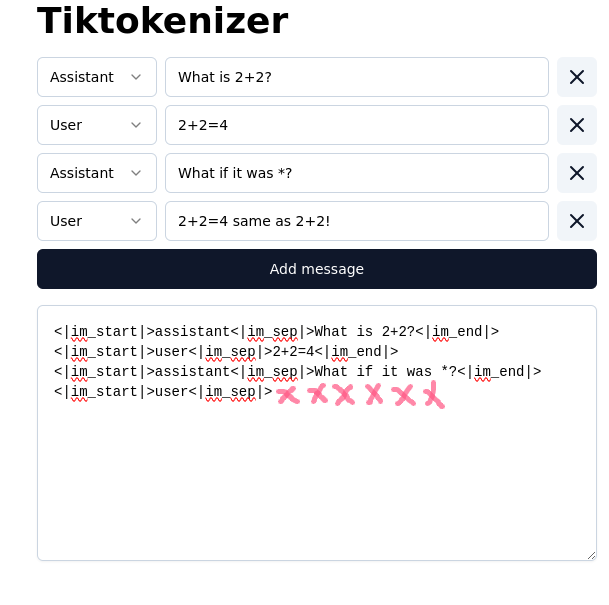 Tiktokenizer
Assistant What is 2+2?
User 2+2=4
Assistant What if it was *?
User 2+2=4 same as 2+2!
Add message
<|im_start|>assistant<|im_sep|>What is 2+2?<|im_end|>
<|im_start|>user<|im_sep|>2+2=4<|im_end|>
<|im_start|>assistant<|im_sep|>What if it was *?<|im_end|>
<|im_start|>user<|im_sep|>